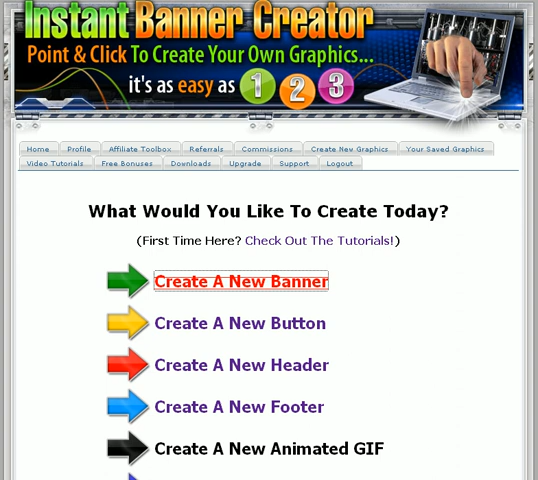 Instant Banner Creator
Point & Click To Create Your Own Graphics...
it's as easy as 1 2 3
Home Profile Affiliate Toolbox Referrals Commissions Create New Graphics Your Saved Graphics
Video Tutorials Free Bonuses Downloads Upgrade Support Logout
What Would You Like To Create Today?
(First Time Here? Check Out The Tutorials!)
Create A New Banner
Create A New Button
Create A New Header
Create A New Footer
Create A New Animated GIF